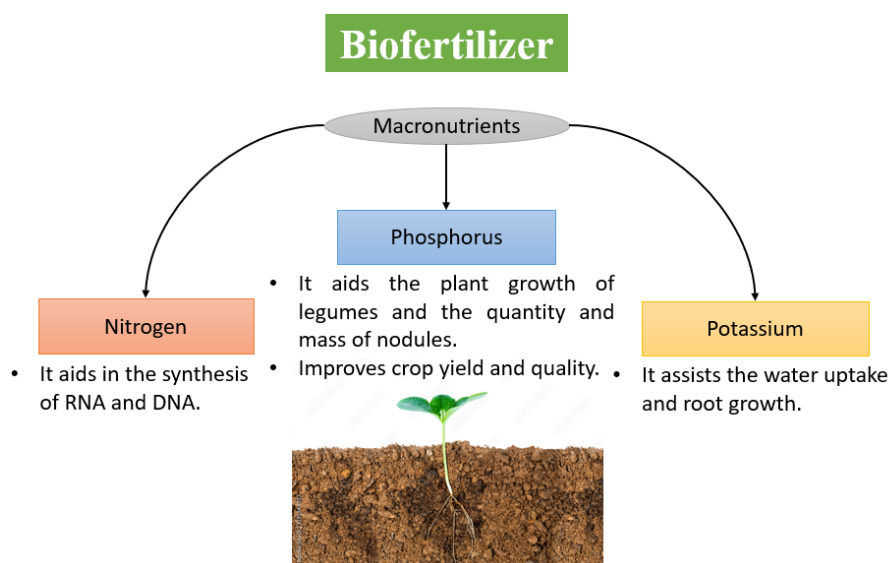 Biofertilizer
Macronutrients
Phosphorus
• It aids the plant growth of
legumes and the quantity and
mass of nodules.
• Improves crop yield and quality.
Nitrogen
• It aids in the synthesis
of RNA and DNA.
Potassium
• It assists the water uptake
and root growth.